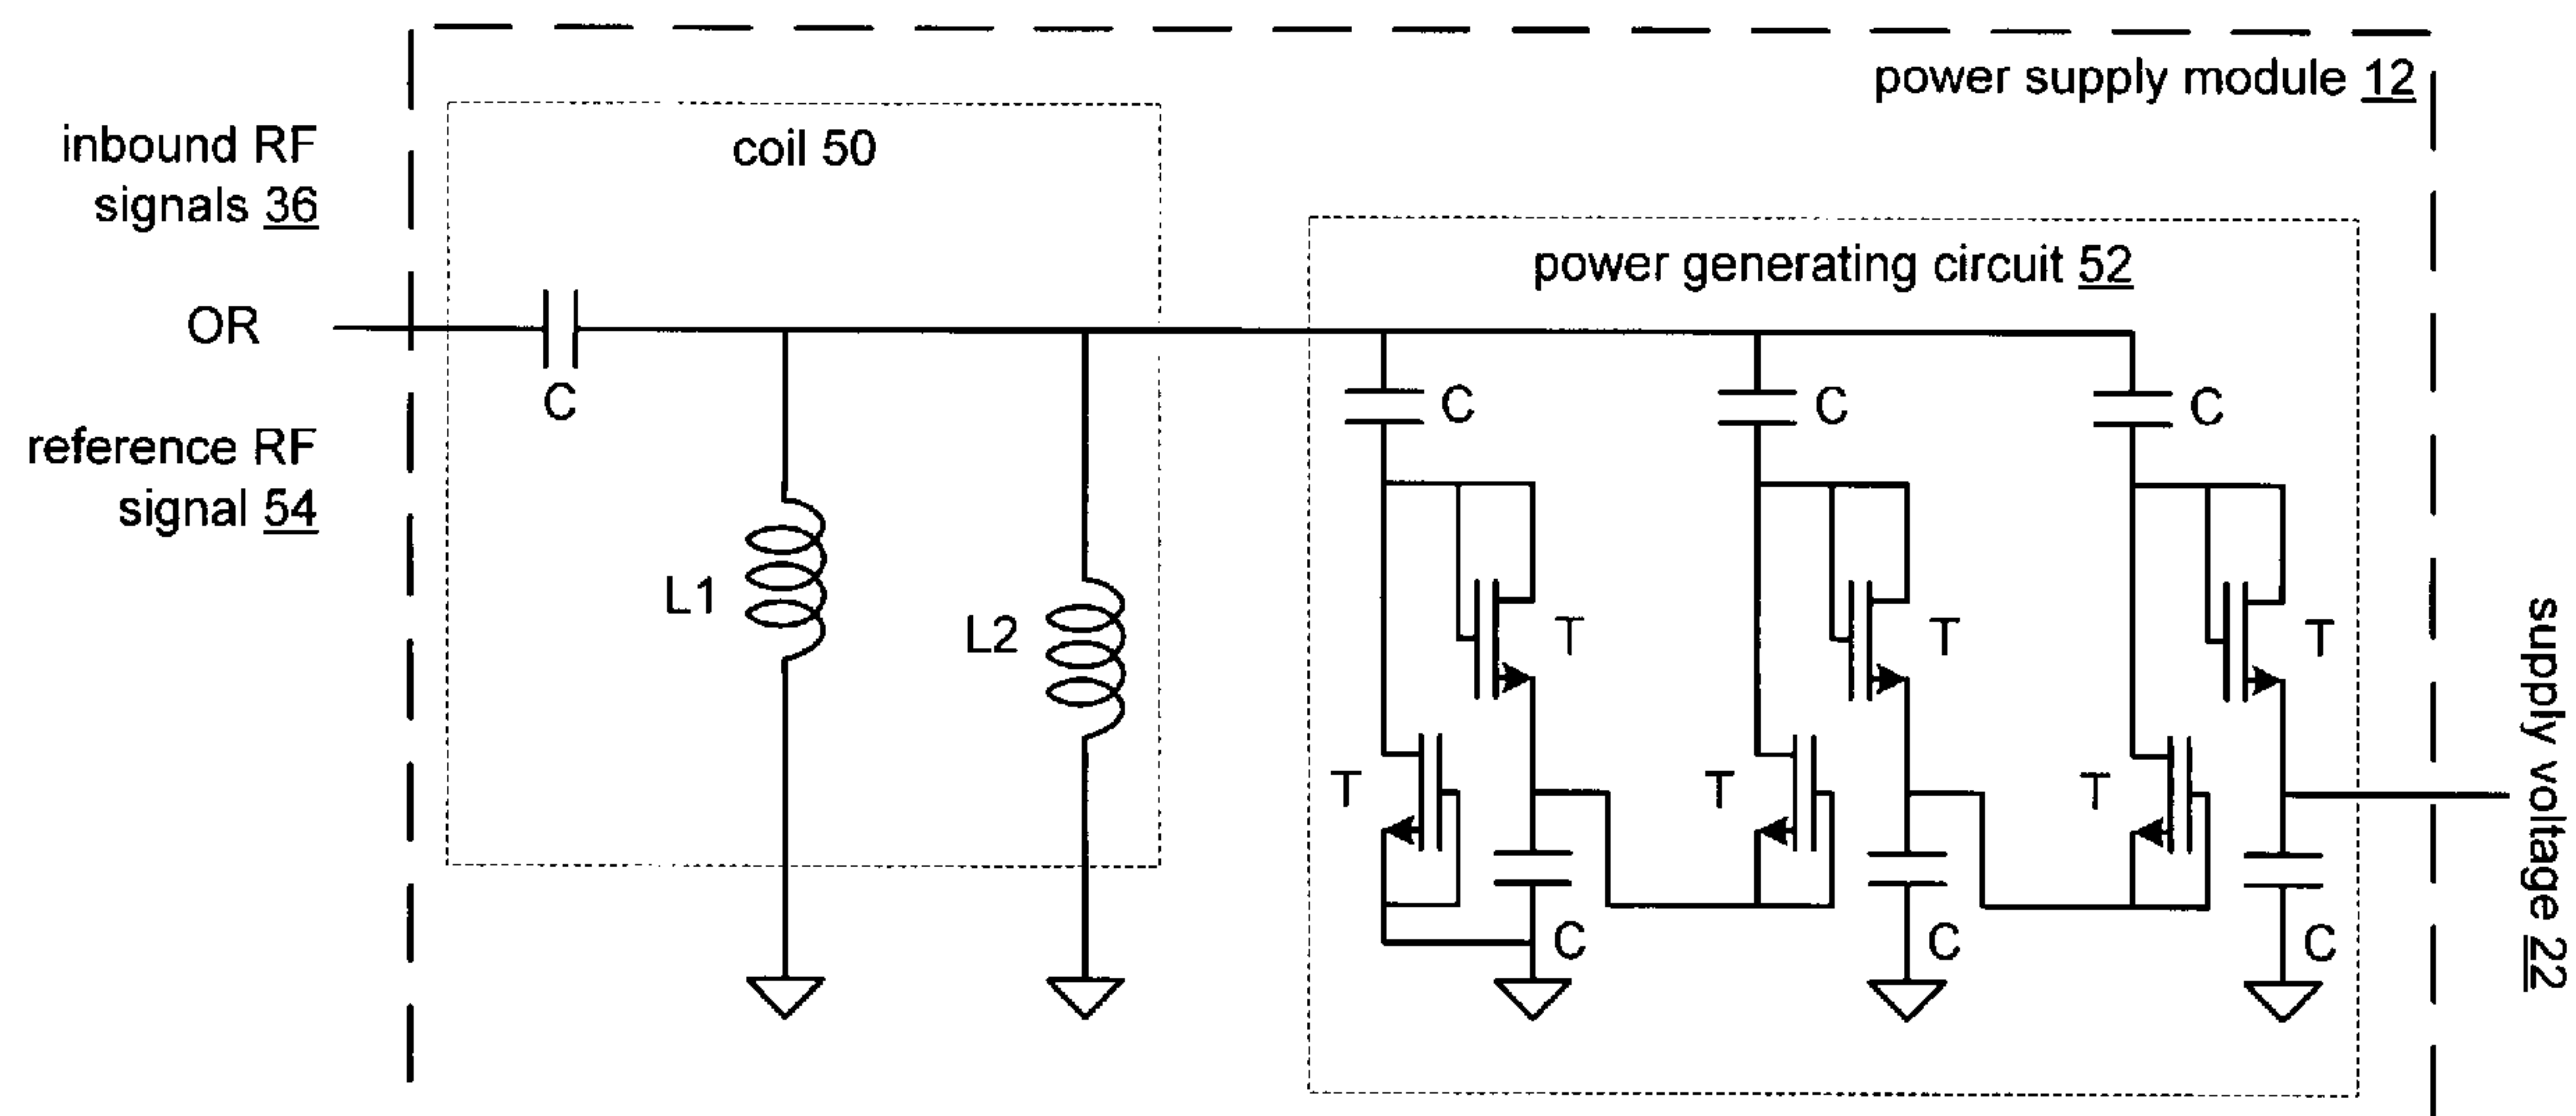 power supply module 12
inbound RF
signals 36
coil 50
power generating circuit 52
OR
C
C
C
C
reference RF
signal 54
L1
L2
T
T
T
T
T
T
C
C
C
supply voltage 22